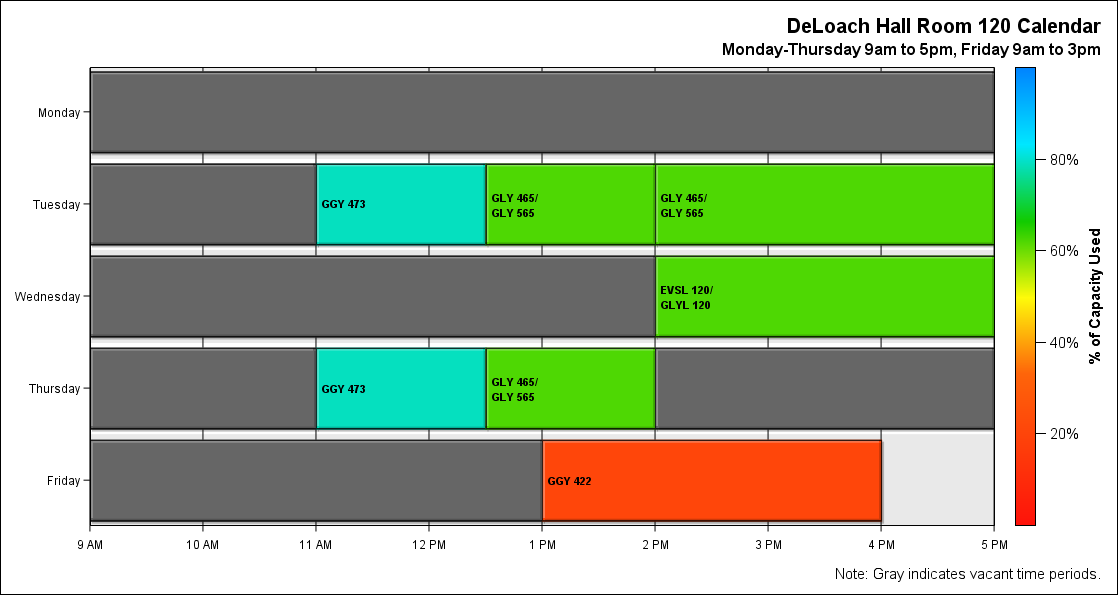 DeLoach Hall Room 120 Calendar
Monday-Thursday 9am to 5pm, Friday 9am to 3pm
Monday
Tuesday
GGY 473
GLY 465/
GLY 565
GLY 465/
GLY 565
Wednesday
EVSL 120/
GLYL 120
Thursday
GGY 473
GLY 465/
GLY 565
Friday
GGY 422
9 AM
10 AM
11 AM
12 PM
1 PM
2 PM
3 PM
4 PM
5 PM
80%
60%
40%
20%
% of Capacity Used
Note: Gray indicates vacant time periods.